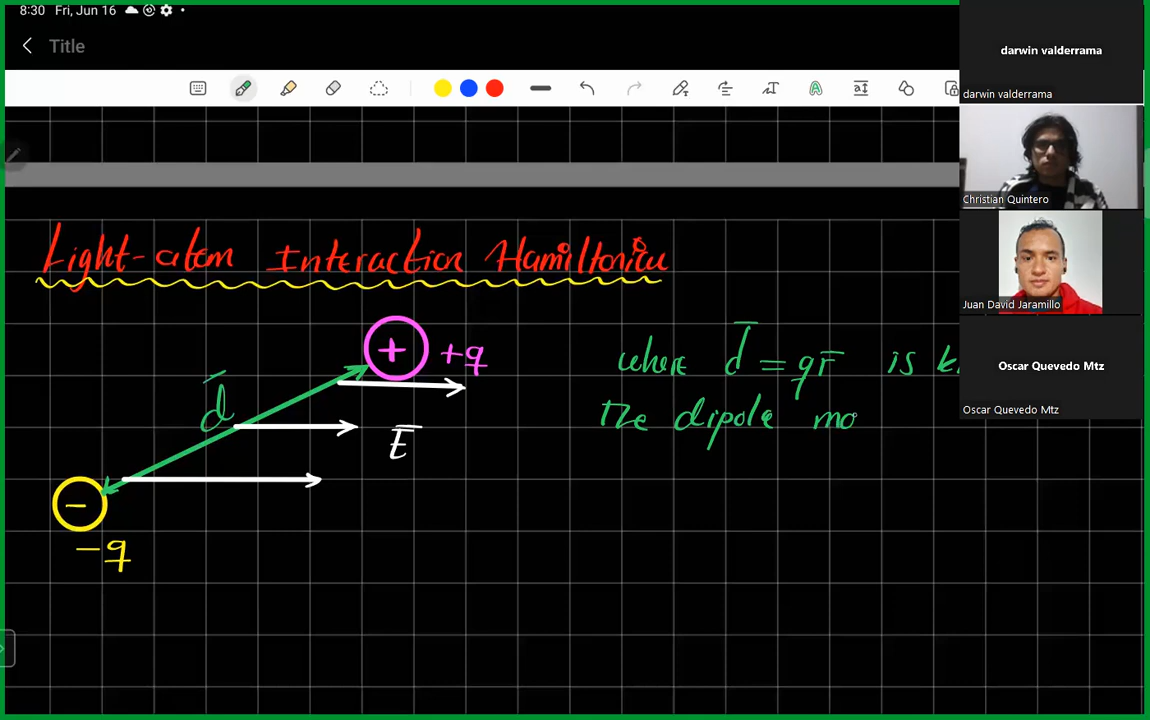 8:30 Fri, Jun 16
Title
Light-atom Interaction Hamiltonian
+ +q
d̄
Ē
−
−q
where d̄ = q r̄ is k
the dipole mo
darwin valderrama
darwin valderrama
Christian Quintero
Juan David Jaramillo
Oscar Quevedo Mtz
Oscar Quevedo Mtz